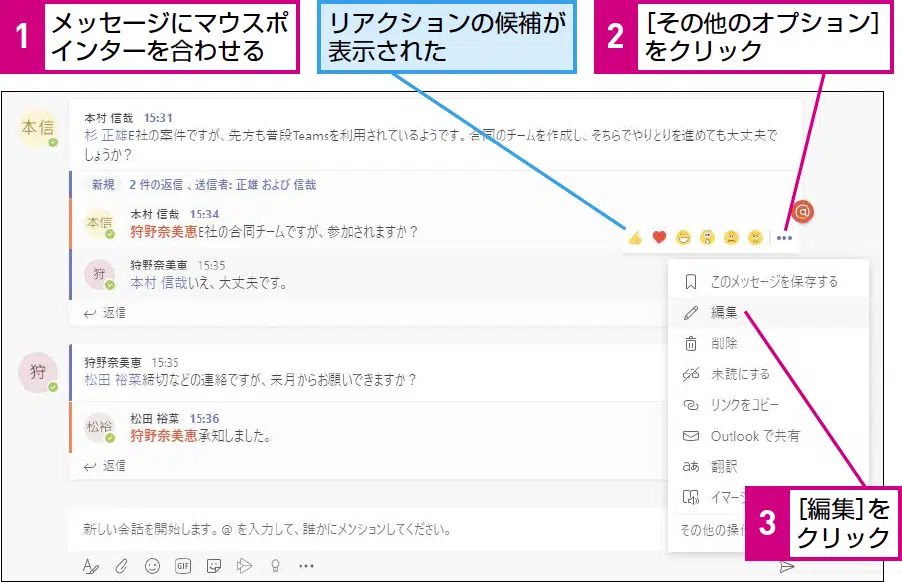 1
メッセージにマウスポ
インターを合わせる
リアクションの候補が
表示された
2
[その他のオプション]
をクリック
本信
本村 信哉 15:31
杉 正雄E社の案件ですが、先方も普段Teamsを利用されているようです。合同のチームを作成し、そちらでやりとりを進めても大丈夫で
しょうか?
新規 2 件の返信 、送信者: 正雄 および 信哉
本信
本村 信哉 15:34
狩野奈美恵E社の合同チームですが、参加されますか?
@
狩
狩野奈美恵 15:35
本村 信哉いえ、大丈夫です。
返信
狩
狩野奈美恵 15:35
松田 裕菜締切などの連絡ですが、来月からお願いできますか?
松裕
松田 裕菜 15:36
狩野奈美恵承知しました。
返信
新しい会話を開始します。@ を入力して、誰かにメンションしてください。
GIF
このメッセージを保存する
編集
削除
未読にする
リンクをコピー
Outlook で共有
aあ 翻訳
イマー
その他の操
3
[編集]を
クリック